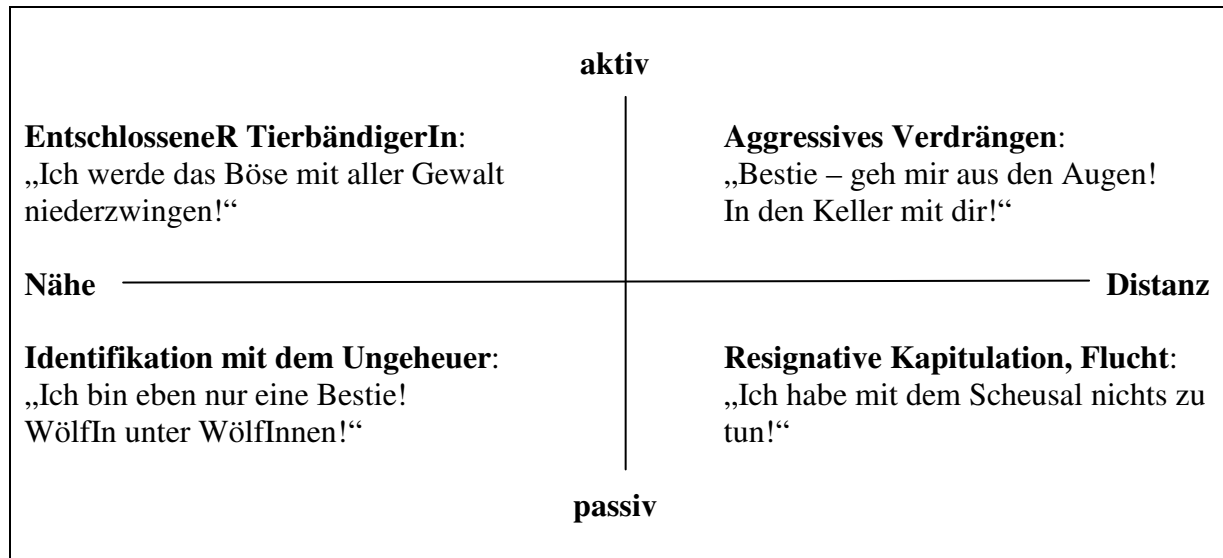 aktiv
EntschlosseneR TierbändigerIn:
„Ich werde das Böse mit aller Gewalt
niederzwingen!“
Aggressives Verdrängen:
„Bestie – geh mir aus den Augen!
In den Keller mit dir!“
Nähe
Distanz
Identifikation mit dem Ungeheuer:
„Ich bin eben nur eine Bestie!
WölfIn unter WölfInnen!“
Resignative Kapitulation, Flucht:
„Ich habe mit dem Scheusal nichts zu
tun!“
passiv